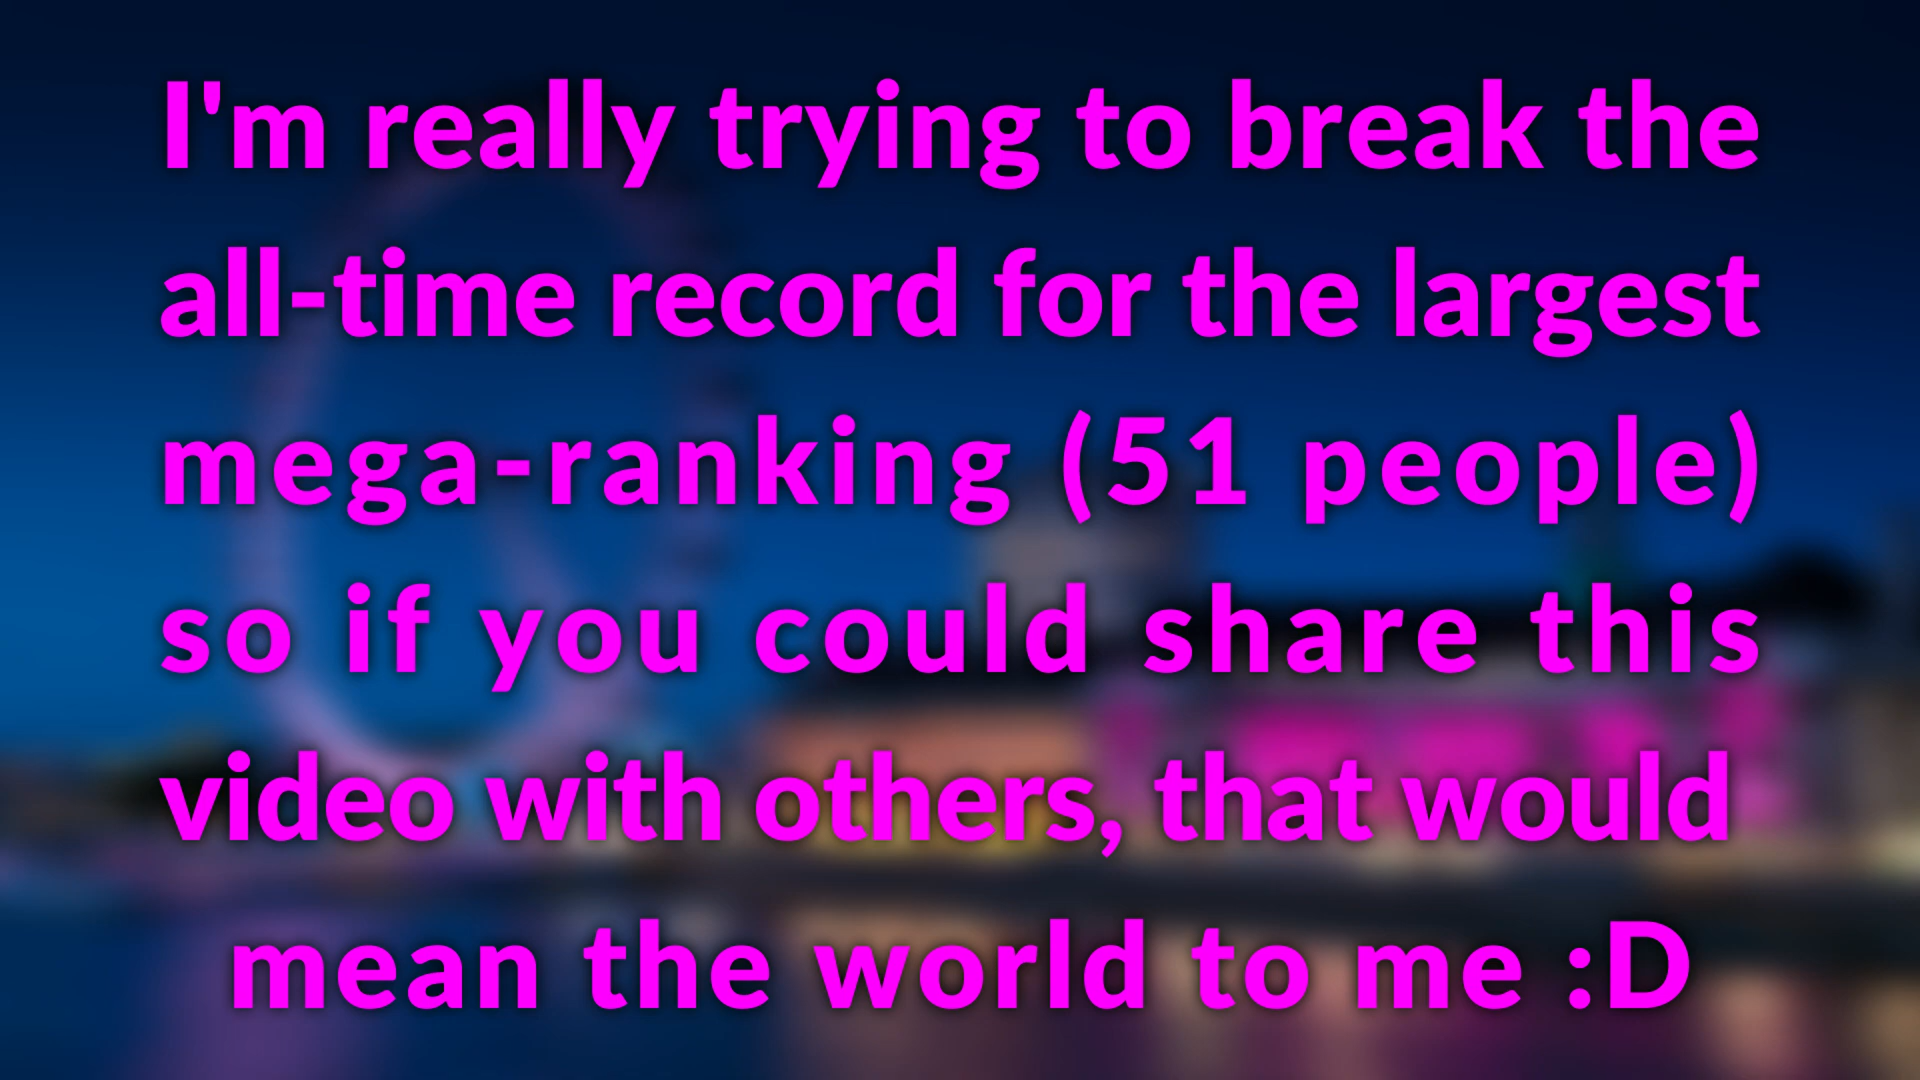 I'm really trying to break the
all-time record for the largest
mega-ranking (51 people)
so if you could share this
video with others, that would
mean the world to me :D